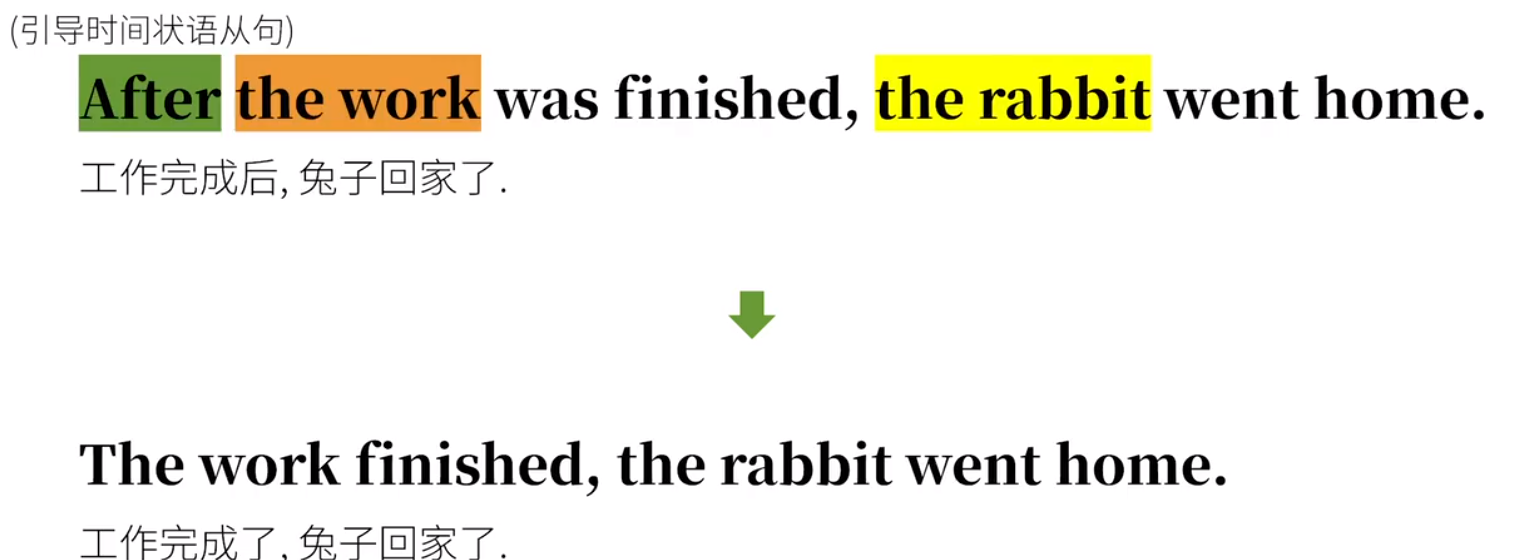 (引导时间状语从句)
After the work was finished, the rabbit went home.
工作完成后, 兔子回家了.
The work finished, the rabbit went home.
工作完成了, 兔子回家了.